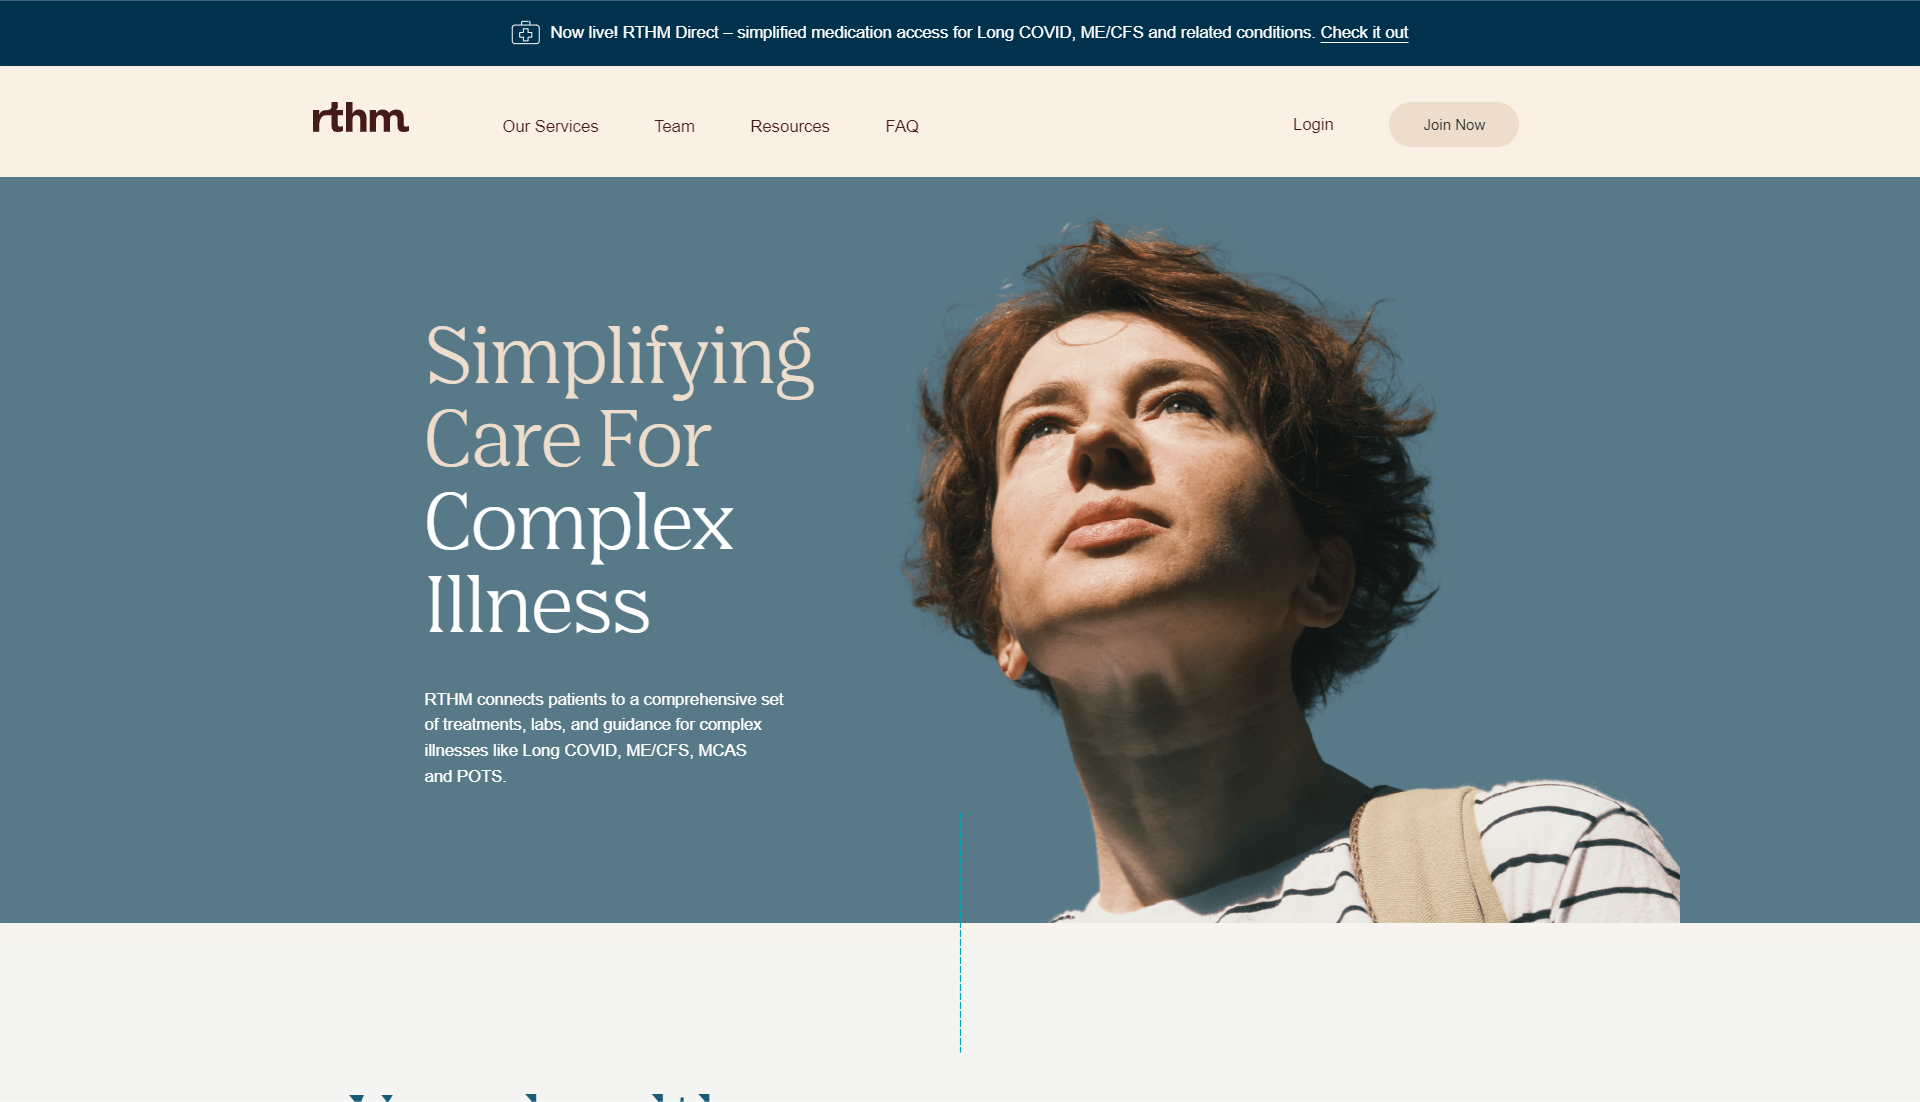 Now live! RTHM Direct – simplified medication access for Long COVID, ME/CFS and related conditions. Check it out
rthm
Our Services
Team
Resources
FAQ
Login
Join Now
Simplifying
Care For
Complex
Illness
RTHM connects patients to a comprehensive set
of treatments, labs, and guidance for complex
illnesses like Long COVID, ME/CFS, MCAS
and POTS.